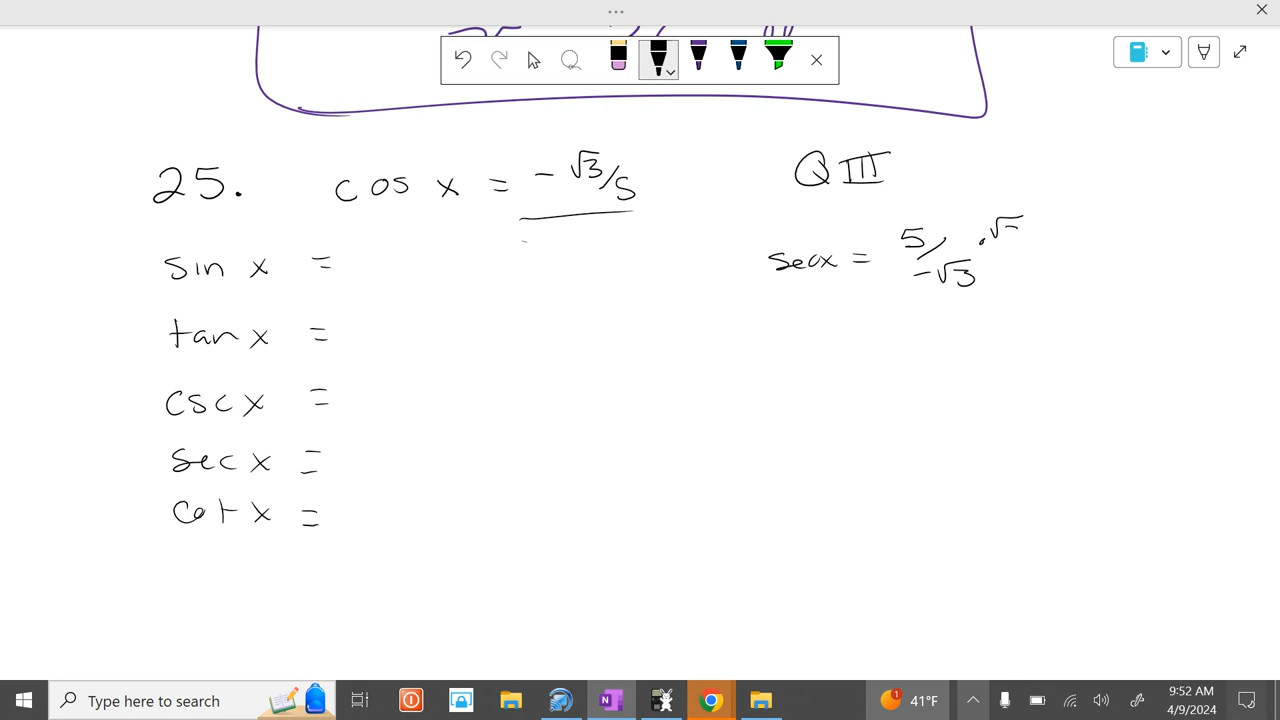 25. cos x = -√3/5 QIII
sin x =
sec x = 5/-√3 · √
tan x =
csc x =
sec x =
cot x =
Type here to search
1
41°F
9:52 AM
4/9/2024